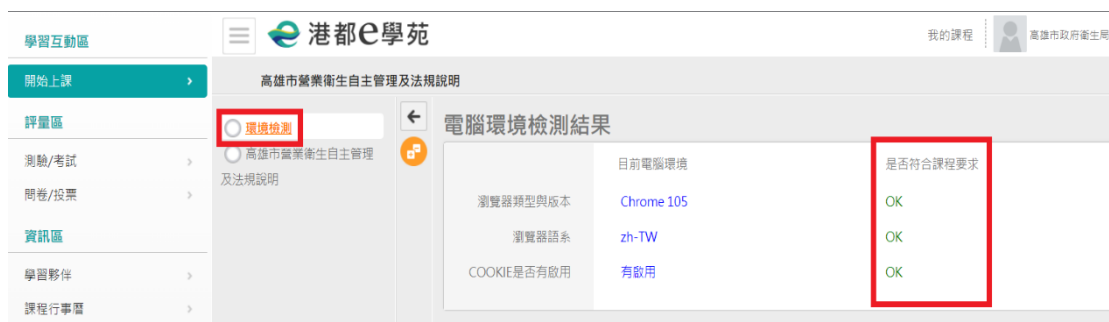 港都e學苑
我的課程
高雄市政府衛生局
學習互動區
開始上課
評量區
測驗/考試
問卷/投票
資訊區
學習夥伴
課程行事曆
高雄市營業衛生自主管理及法規說明
環境檢測
高雄市營業衛生自主管理
及法規說明
電腦環境檢測結果
目前電腦環境 是否符合課程要求
瀏覽器類型與版本 Chrome 105 OK
瀏覽器語系 zh-TW OK
COOKIE是否有啟用 有啟用 OK